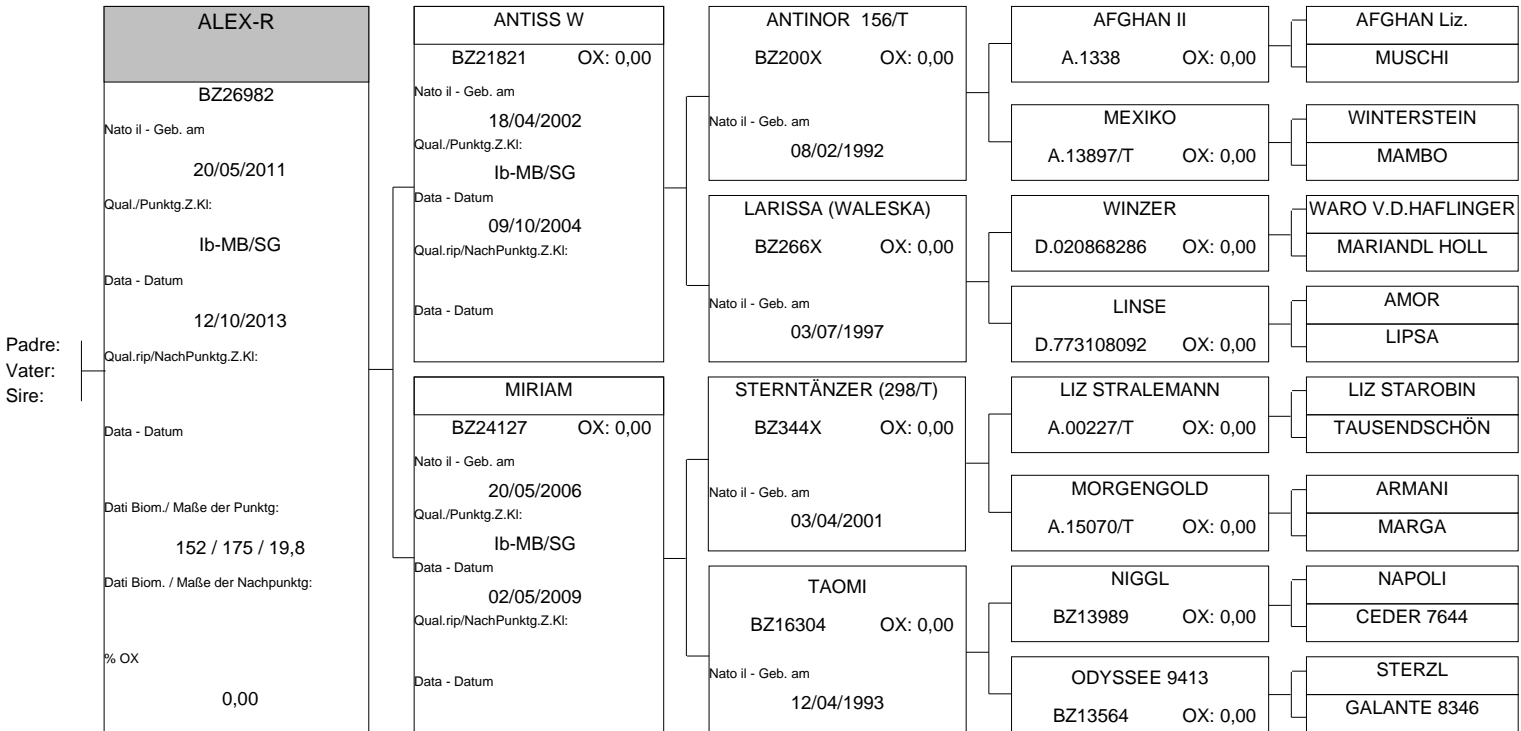 Padre:
Vater:
Sire:
ALEX-R
BZ26982
Nato il - Geb. am
20/05/2011
Qual./Punktg.Z.Kl:
Ib-MB/SG
Data - Datum
12/10/2013
Qual.rip/NachPunktg.Z.Kl:
Data - Datum
Dati Biom./ Maße der Punktg:
152 / 175 / 19,8
Dati Biom. / Maße der Nachpunktg:
% OX
0,00
ANTISS W
BZ21821 OX: 0,00
Nato il - Geb. am
18/04/2002
Qual./Punktg.Z.Kl:
Ib-MB/SG
Data - Datum
09/10/2004
Qual.rip/NachPunktg.Z.Kl:
Data - Datum
MIRIAM
BZ24127 OX: 0,00
Nato il - Geb. am
20/05/2006
Qual./Punktg.Z.Kl:
Ib-MB/SG
Data - Datum
02/05/2009
Qual.rip/NachPunktg.Z.Kl:
Data - Datum
ANTINOR 156/T
BZ200X OX: 0,00
Nato il - Geb. am
08/02/1992
LARISSA (WALESKA)
BZ266X OX: 0,00
Nato il - Geb. am
03/07/1997
STERNTÄNZER (298/T)
BZ344X OX: 0,00
Nato il - Geb. am
03/04/2001
TAOMI
BZ16304 OX: 0,00
Nato il - Geb. am
12/04/1993
AFGHAN II
A.1338 OX: 0,00
MEXIKO
A.13897/T OX: 0,00
WINZER
D.020868286 OX: 0,00
LINSE
D.773108092 OX: 0,00
LIZ STRALEMANN
A.00227/T OX: 0,00
MORGENGOLD
A.15070/T OX: 0,00
NIGGL
BZ13989 OX: 0,00
ODYSSEE 9413
BZ13564 OX: 0,00
AFGHAN Liz.
MUSCHI
WINTERSTEIN
MAMBO
WARO V.D.HAFLINGER
MARIANDL HOLL
AMOR
LIPSA
LIZ STAROBIN
TAUSENDSCHÖN
ARMANI
MARGA
NAPOLI
CEDER 7644
STERZL
GALANTE 8346